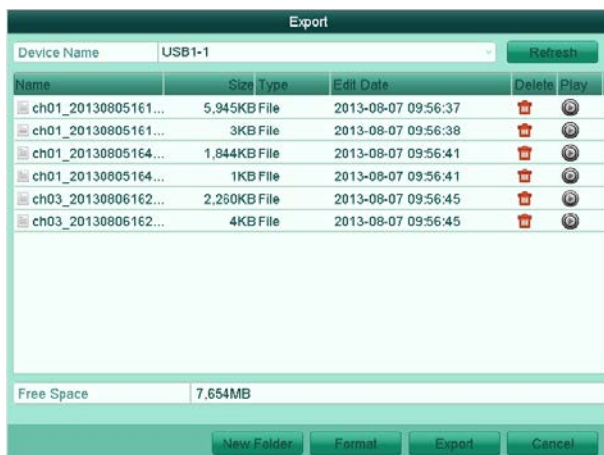 Export
Device Name USB1-1 Refresh
Name Size Type Edit Date Delete Play
ch01_20130805161... 5,945KB File 2013-08-07 09:56:37
ch01_20130805161... 3KB File 2013-08-07 09:56:38
ch01_20130805164... 1,844KB File 2013-08-07 09:56:41
ch01_20130805164... 1KB File 2013-08-07 09:56:41
ch03_20130806162... 2,260KB File 2013-08-07 09:56:45
ch03_20130806162... 4KB File 2013-08-07 09:56:45
Free Space 7,654MB
New Folder Format Export Cancel